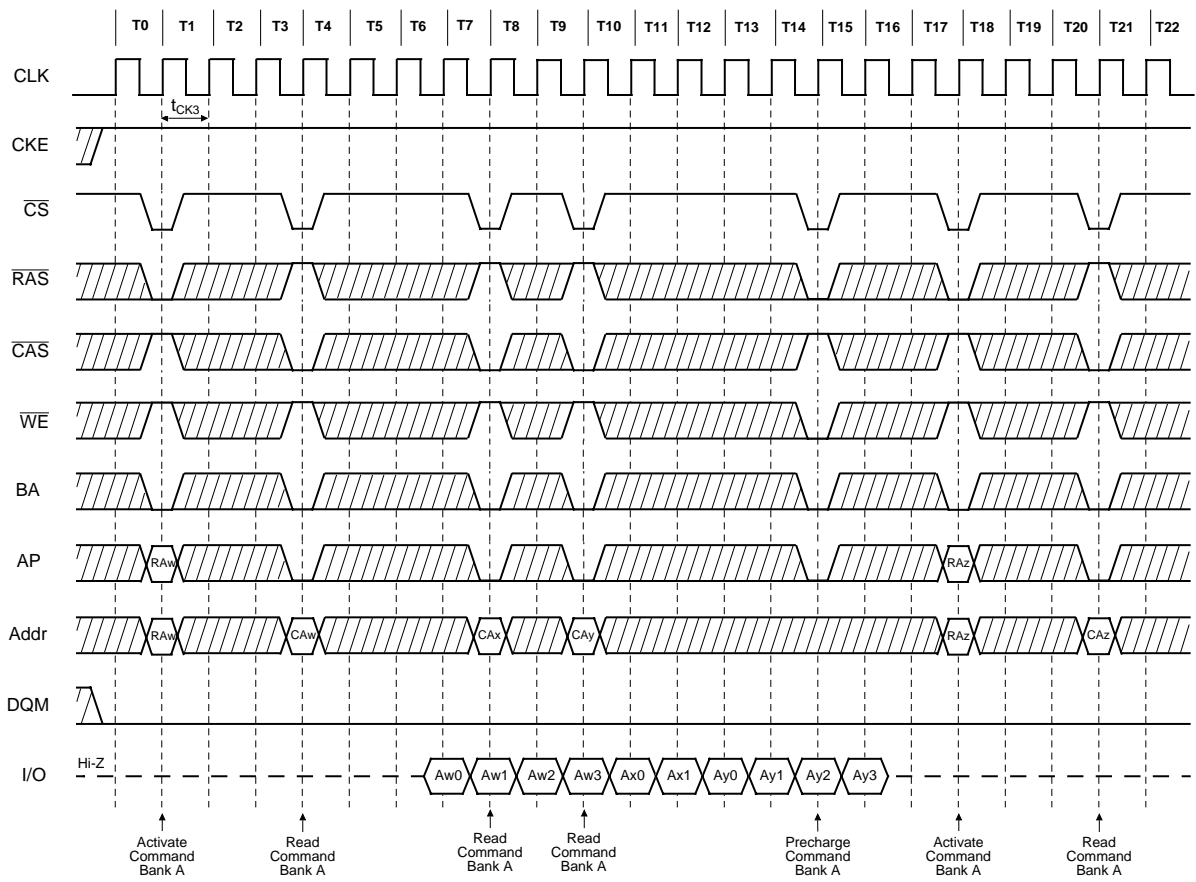 T0 T1 T2 T3 T4 T5 T6 T7 T8 T9 T10 T11 T12 T13 T14 T15 T16 T17 T18 T19 T20 T21 T22
CLK
tCK3
CKE
CS
RAS
CAS
WE
BA
AP RAw RAz
Addr RAw CAw CAx CAy RAz CAz
DQM
Hi-Z
I/O Aw0 Aw1 Aw2 Aw3 Ax0 Ax1 Ay0 Ay1 Ay2 Ay3
Activate
Command
Bank A
Read
Command
Bank A
Read
Command
Bank A
Read
Command
Bank A
Precharge
Command
Bank A
Activate
Command
Bank A
Read
Command
Bank A